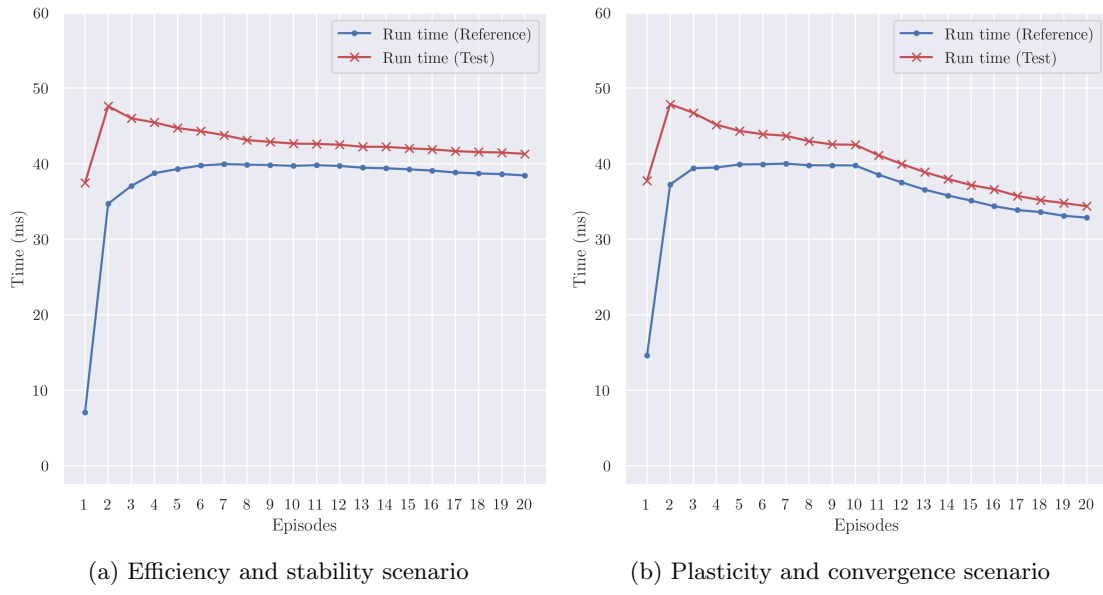 60
50
40
30
20
10
0
Time (ms)
Run time (Reference)
Run time (Test)
1 2 3 4 5 6 7 8 9 10 11 12 13 14 15 16 17 18 19 20
Episodes
(a) Efficiency and stability scenario
60
50
40
30
20
10
0
Time (ms)
Run time (Reference)
Run time (Test)
1 2 3 4 5 6 7 8 9 10 11 12 13 14 15 16 17 18 19 20
Episodes
(b) Plasticity and convergence scenario